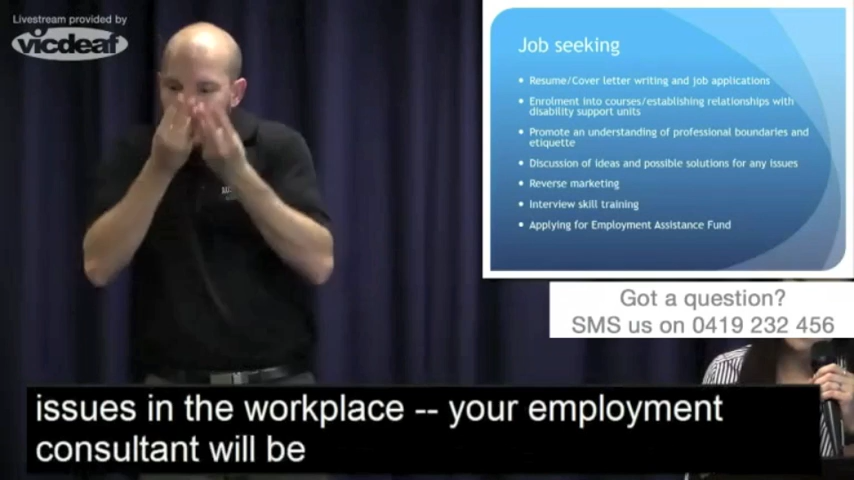 Livestream provided by
vicdeaf
Job seeking
• Resume/Cover letter writing and job applications
• Enrolment into courses/establishing relationships with
disability support units
• Promote an understanding of professional boundaries and
etiquette
• Discussion of ideas and possible solutions for any issues
• Reverse marketing
• Interview skill training
• Applying for Employment Assistance Fund
Got a question?
SMS us on 0419 232 456
issues in the workplace -- your employment
consultant will be